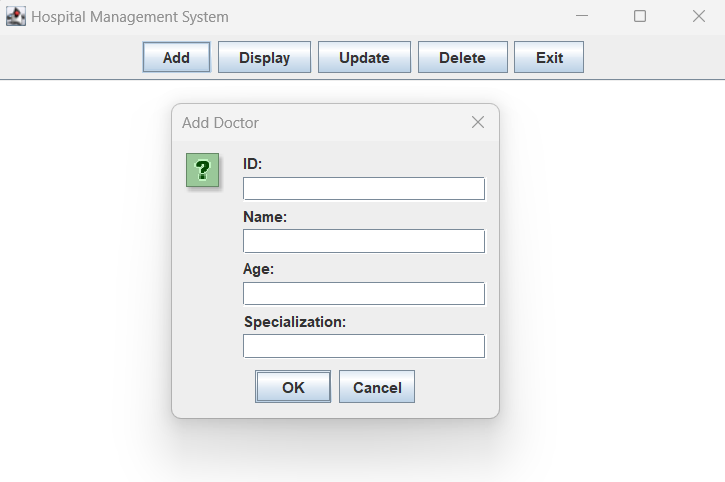 Hospital Management System
Add Display Update Delete Exit
Add Doctor
?
ID:
Name:
Age:
Specialization:
OK Cancel